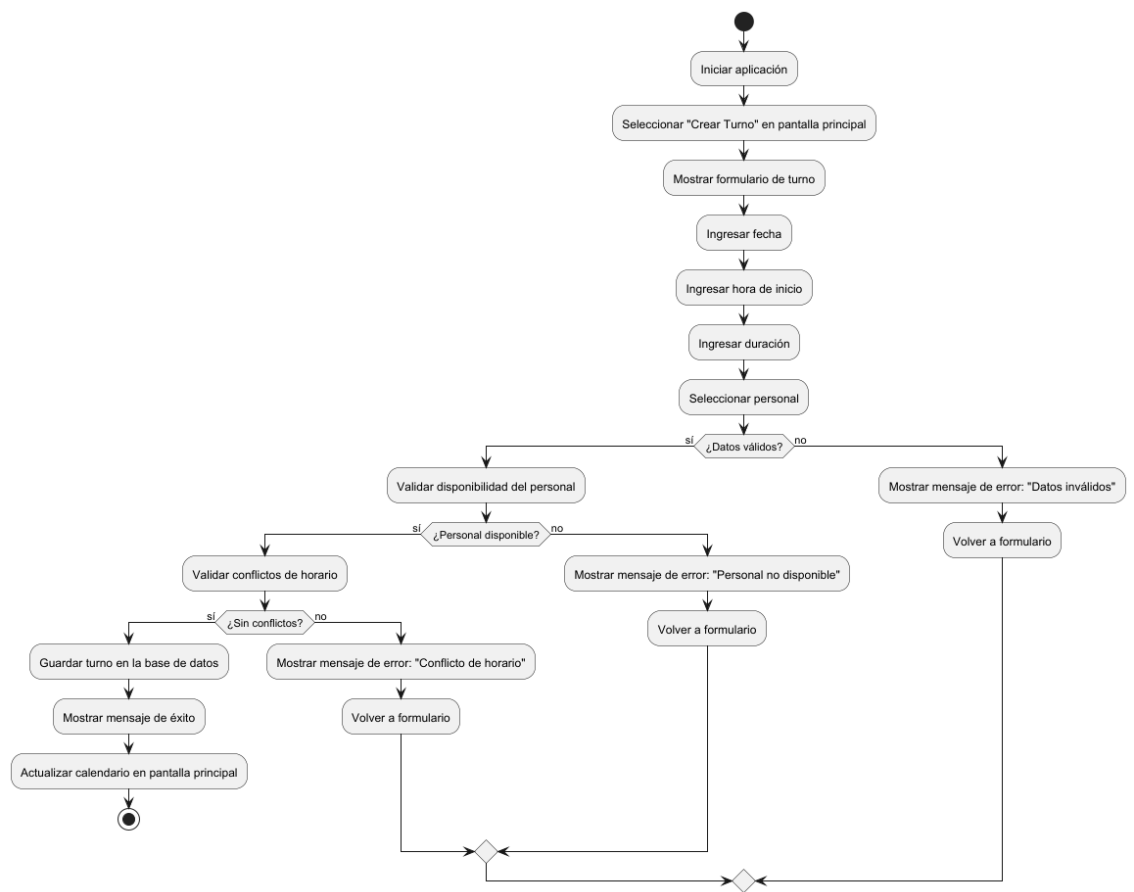 Iniciar aplicación
Seleccionar "Crear Turno" en pantalla principal
Mostrar formulario de turno
Ingresar fecha
Ingresar hora de inicio
Ingresar duración
Seleccionar personal
sí
¿Datos válidos?
no
Validar disponibilidad del personal
Mostrar mensaje de error: "Datos inválidos"
sí
¿Personal disponible?
no
Volver a formulario
Validar conflictos de horario
Mostrar mensaje de error: "Personal no disponible"
sí
¿Sin conflictos?
no
Volver a formulario
Guardar turno en la base de datos
Mostrar mensaje de error: "Conflicto de horario"
Mostrar mensaje de éxito
Volver a formulario
Actualizar calendario en pantalla principal